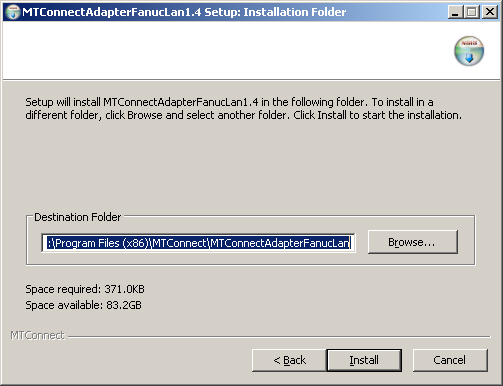 MTConnectAdapterFanucLan1.4 Setup: Installation Folder
Setup will install MTConnectAdapterFanucLan1.4 in the following folder. To install in a
different folder, click Browse and select another folder. Click Install to start the installation.
Destination Folder
:\Program Files (x86)\MTConnect\MTConnectAdapterFanucLan
Browse...
Space required: 371.0KB
Space available: 83.2GB
MTConnect
< Back
Install
Cancel